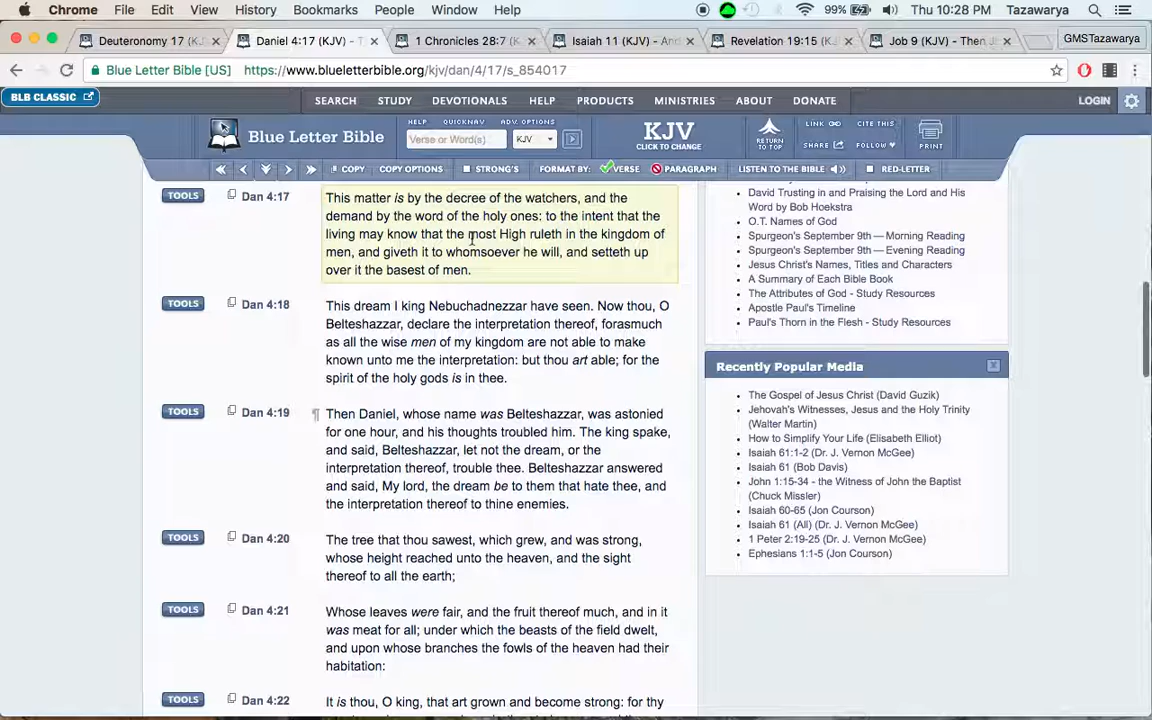 Chrome File Edit View History Bookmarks People Window Help 99% Thu 10:28 PM Tazawarya
Deuteronomy 17 (KJV) - Daniel 4:17 (KJV) - T 1 Chronicles 28:7 (KJV) - Isaiah 11 (KJV) - And Revelation 19:15 (KJV) - Job 9 (KJV) - Then J GMSTazawarya
Blue Letter Bible [US] https://www.blueletterbible.org/kjv/dan/4/17/s_854017
BLB CLASSIC SEARCH STUDY DEVOTIONALS HELP PRODUCTS MINISTRIES ABOUT DONATE LOGIN
HELP QUICKNAV ADV. OPTIONS
Blue Letter Bible Verse or Word(s) KJV
KJV
CLICK TO CHANGE
RETURN
TO TOP
LINK CITE THIS
SHARE FOLLOW
PRINT
COPY COPY OPTIONS STRONG'S FORMAT BY: VERSE PARAGRAPH LISTEN TO THE BIBLE RED-LETTER
TOOLS Dan 4:17 This matter is by the decree of the watchers, and the
demand by the word of the holy ones: to the intent that the
living may know that the most High ruleth in the kingdom of
men, and giveth it to whomsoever he will, and setteth up
over it the basest of men.
TOOLS Dan 4:18 This dream I king Nebuchadnezzar have seen. Now thou, O
Belteshazzar, declare the interpretation thereof, forasmuch
as all the wise men of my kingdom are not able to make
known unto me the interpretation: but thou art able; for the
spirit of the holy gods is in thee.
TOOLS Dan 4:19 ¶ Then Daniel, whose name was Belteshazzar, was astonied
for one hour, and his thoughts troubled him. The king spake,
and said, Belteshazzar, let not the dream, or the
interpretation thereof, trouble thee. Belteshazzar answered
and said, My lord, the dream be to them that hate thee, and
the interpretation thereof to thine enemies.
TOOLS Dan 4:20 The tree that thou sawest, which grew, and was strong,
whose height reached unto the heaven, and the sight
thereof to all the earth;
TOOLS Dan 4:21 Whose leaves were fair, and the fruit thereof much, and in it
was meat for all; under which the beasts of the field dwelt,
and upon whose branches the fowls of the heaven had their
habitation:
TOOLS Dan 4:22 It is thou, O king, that art grown and become strong: for thy
David Trusting in and Praising the Lord and His
Word by Bob Hoekstra
O.T. Names of God
Spurgeon's September 9th — Morning Reading
Spurgeon's September 9th — Evening Reading
Jesus Christ's Names, Titles and Characters
A Summary of Each Bible Book
The Attributes of God - Study Resources
Apostle Paul's Timeline
Paul's Thorn in the Flesh - Study Resources
Recently Popular Media
The Gospel of Jesus Christ (David Guzik)
Jehovah's Witnesses, Jesus and the Holy Trinity
(Walter Martin)
How to Simplify Your Life (Elisabeth Elliot)
Isaiah 61:1-2 (Dr. J. Vernon McGee)
Isaiah 61 (Bob Davis)
John 1:15-34 - the Witness of John the Baptist
(Chuck Missler)
Isaiah 60-65 (Jon Courson)
Isaiah 61 (All) (Dr. J. Vernon McGee)
1 Peter 2:19-25 (Dr. J. Vernon McGee)
Ephesians 1:1-5 (Jon Courson)